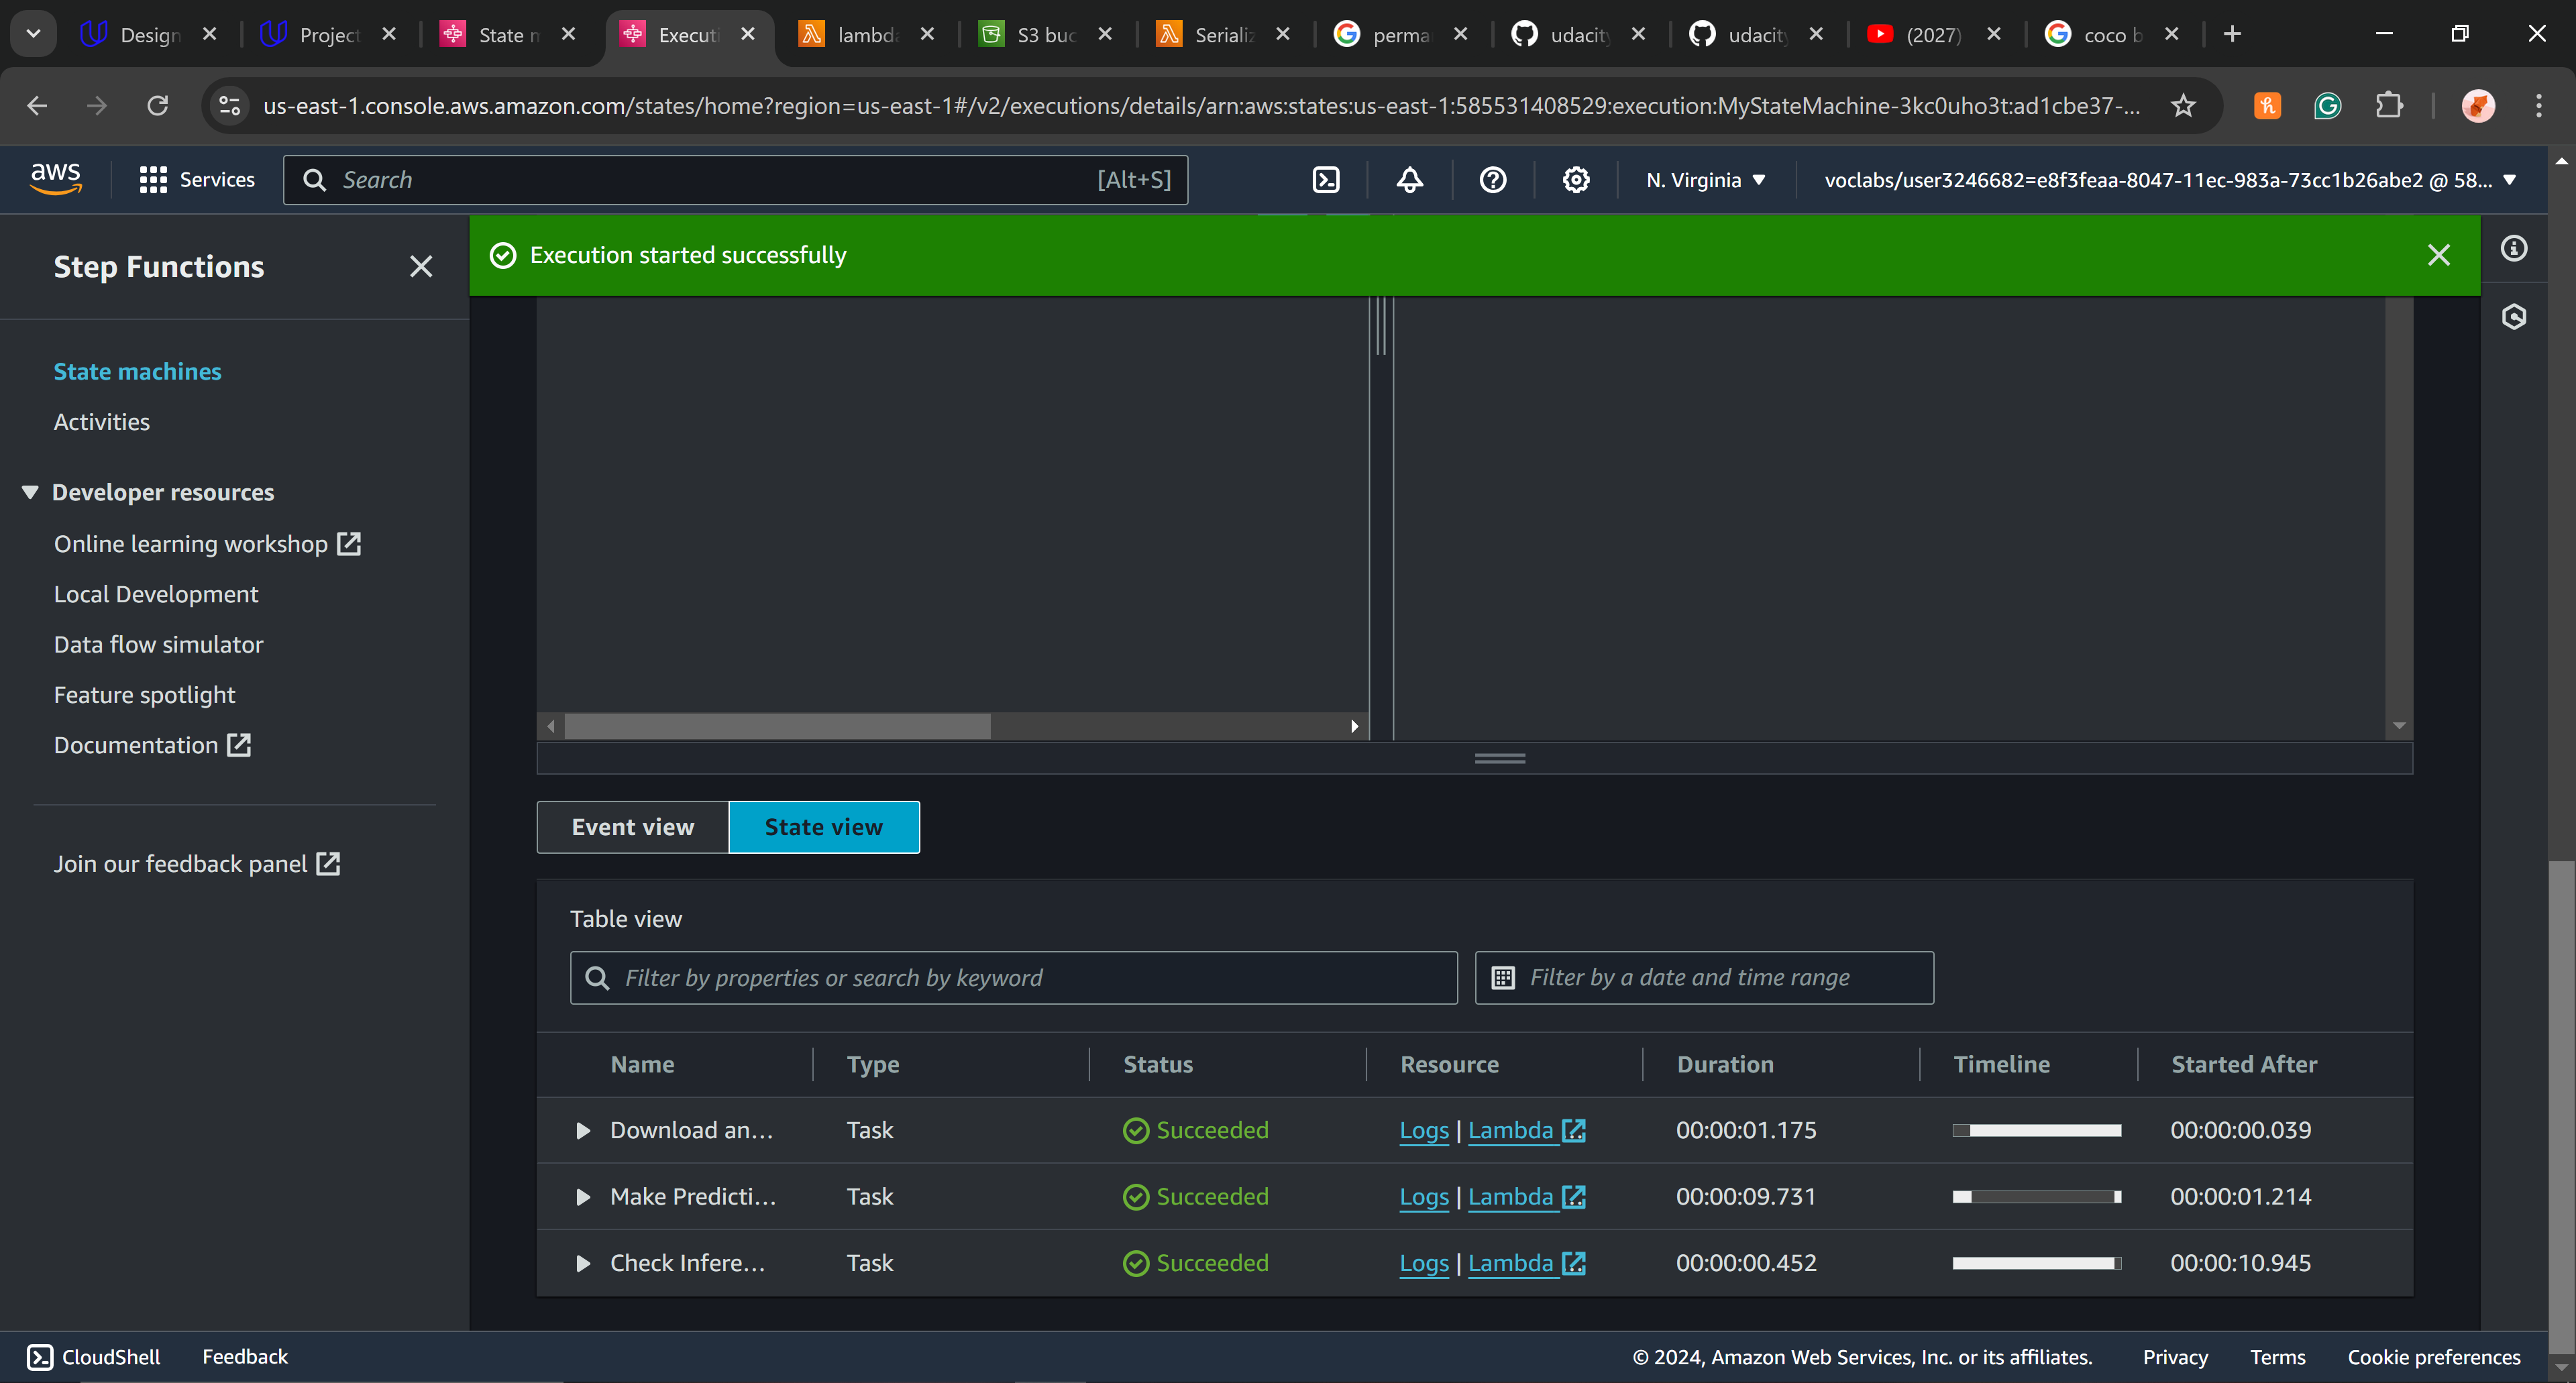 Design
Project
State m
Executi
lambda
S3 buc
Serializ
perma
udacity
udacity
(2027)
coco b
us-east-1.console.aws.amazon.com/states/home?region=us-east-1#/v2/executions/details/arn:aws:states:us-east-1:585531408529:execution:MyStateMachine-3kc0uho3t:ad1cbe37-...
aws
Services
Search
[Alt+S]
N. Virginia
voclabs/user3246682=e8f3feaa-8047-11ec-983a-73cc1b26abe2 @ 58...
Step Functions
Execution started successfully
State machines
Activities
Developer resources
Online learning workshop
Local Development
Data flow simulator
Feature spotlight
Documentation
Join our feedback panel
Event view
State view
Table view
Filter by properties or search by keyword
Filter by a date and time range
Name Type Status Resource Duration Timeline Started After
Download an... Task Succeeded Logs | Lambda 00:00:01.175 00:00:00.039
Make Predicti... Task Succeeded Logs | Lambda 00:00:09.731 00:00:01.214
Check Infere... Task Succeeded Logs | Lambda 00:00:00.452 00:00:10.945
CloudShell
Feedback
© 2024, Amazon Web Services, Inc. or its affiliates.
Privacy
Terms
Cookie preferences